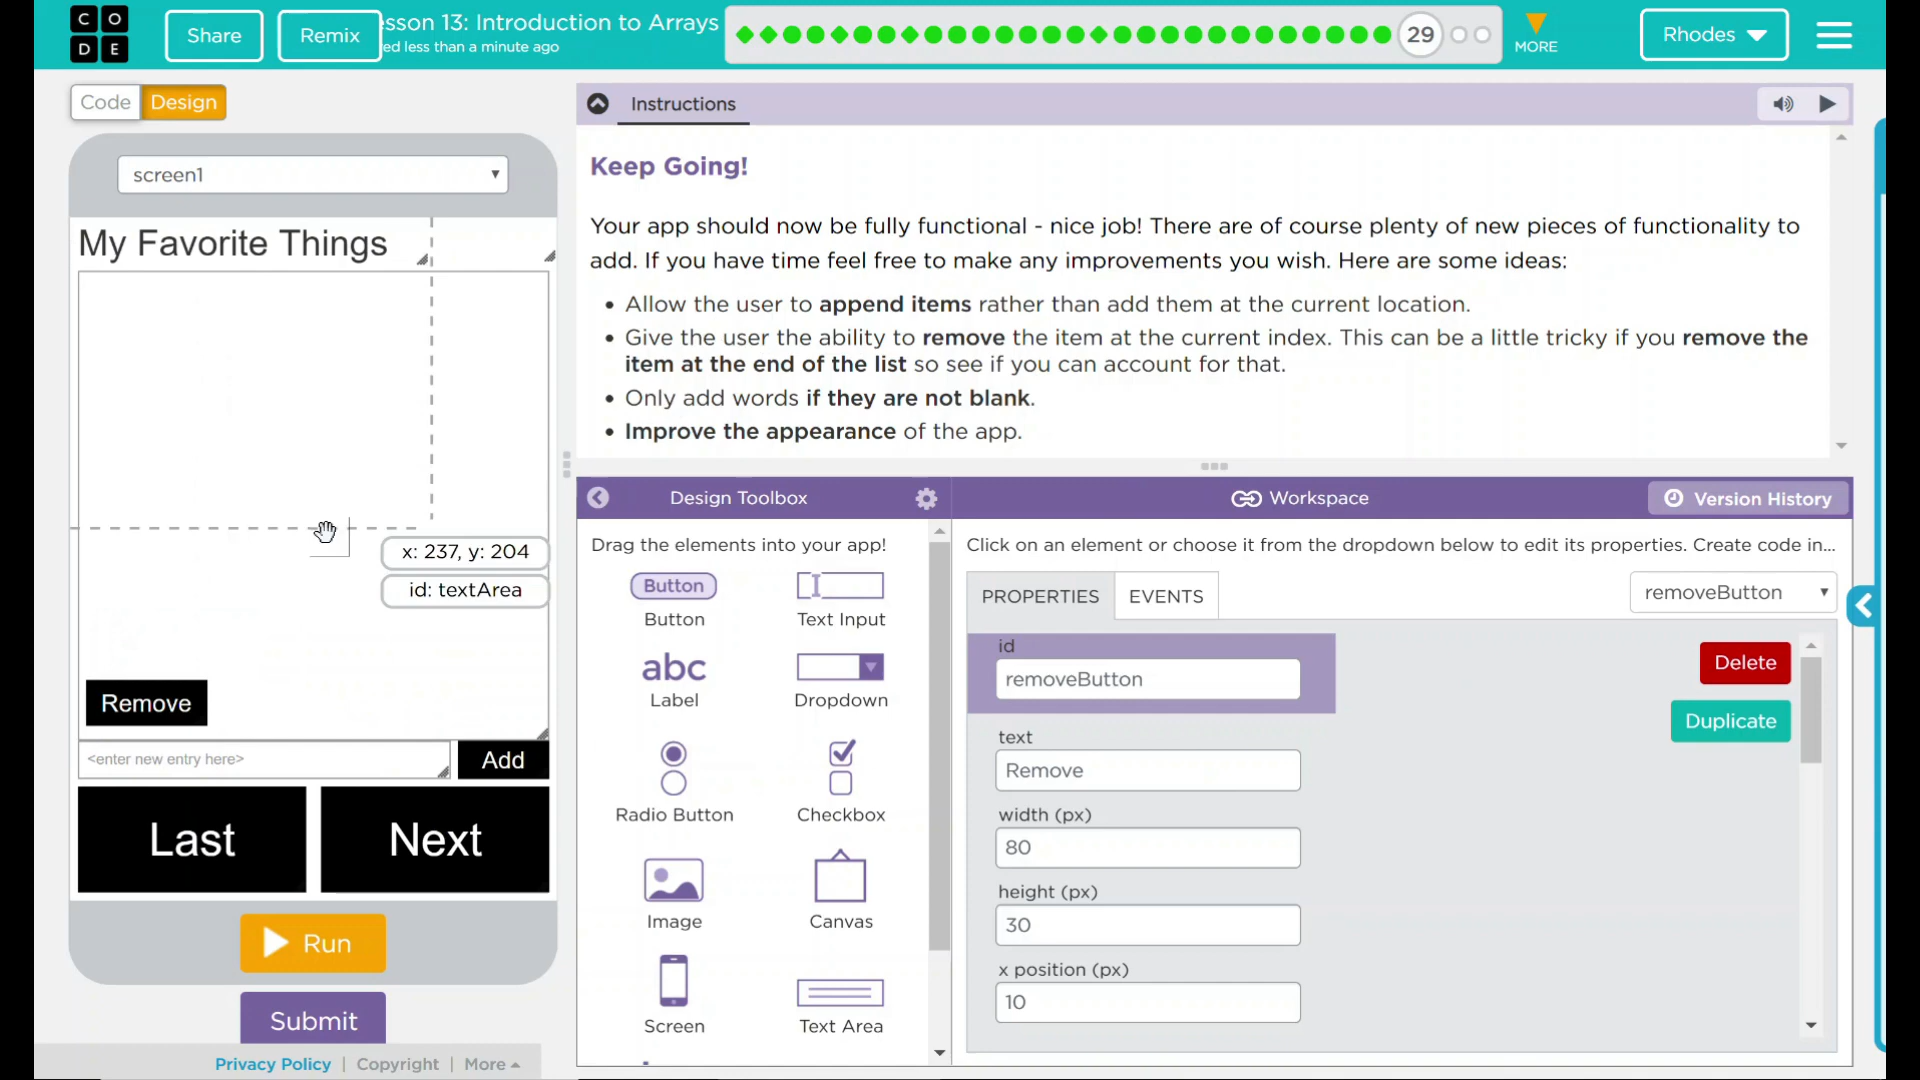 C O
D E
Share
Remix
esson 13: Introduction to Arrays
ed less than a minute ago
29
MORE
Rhodes
Code
Design
Instructions
screen1
Keep Going!
My Favorite Things
Your app should now be fully functional - nice job! There are of course plenty of new pieces of functionality to
add. If you have time feel free to make any improvements you wish. Here are some ideas:
• Allow the user to append items rather than add them at the current location.
• Give the user the ability to remove the item at the current index. This can be a little tricky if you remove the
item at the end of the list so see if you can account for that.
• Only add words if they are not blank.
• Improve the appearance of the app.
x: 237, y: 204
id: textArea
Remove
<enter new entry here>
Add
Last
Next
Run
Submit
Privacy Policy | Copyright | More
Design Toolbox
Workspace
Version History
Drag the elements into your app!
Button
Button
Text Input
abc
Label
Dropdown
Radio Button
Checkbox
Image
Canvas
Screen
Text Area
Click on an element or choose it from the dropdown below to edit its properties. Create code in...
PROPERTIES
EVENTS
removeButton
id
removeButton
Delete
Duplicate
text
Remove
width (px)
80
height (px)
30
x position (px)
10